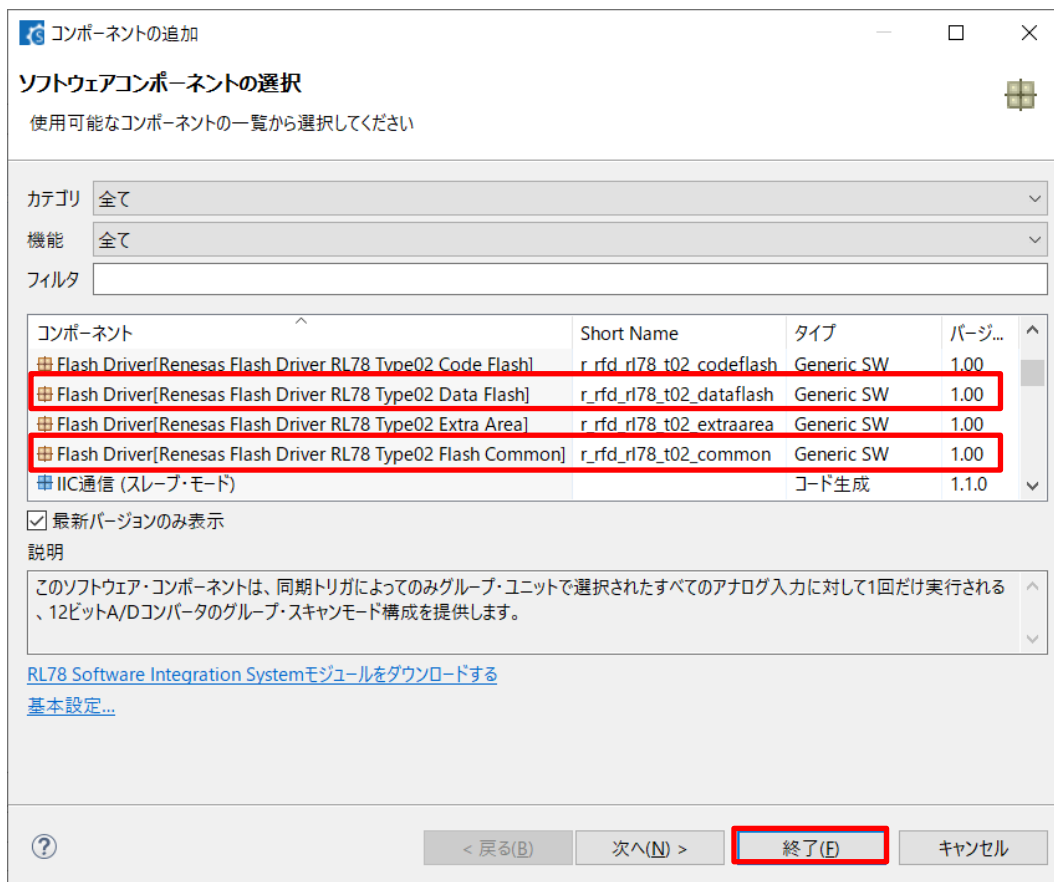 コンポーネントの追加
ソフトウェアコンポーネントの選択
使用可能なコンポーネントの一覧から選択してください
カテゴリ 全て
機能 全て
フィルタ
コンポーネント Short Name タイプ バージ...
Flash Driver[Renesas Flash Driver RL78 Type02 Code Flash] r_rfd_rl78_t02_codeflash Generic SW 1.00
Flash Driver[Renesas Flash Driver RL78 Type02 Data Flash] r_rfd_rl78_t02_dataflash Generic SW 1.00
Flash Driver[Renesas Flash Driver RL78 Type02 Extra Area] r_rfd_rl78_t02_extraarea Generic SW 1.00
Flash Driver[Renesas Flash Driver RL78 Type02 Flash Common] r_rfd_rl78_t02_common Generic SW 1.00
IIC通信 (スレーブ・モード) コード生成 1.1.0
最新バージョンのみ表示
説明
このソフトウェア・コンポーネントは、同期トリガによってのみグループ・ユニットで選択されたすべてのアナログ入力に対して1回だけ実行される
、12ビットA/Dコンバータのグループ・スキャンモード構成を提供します。
RL78 Software Integration Systemモジュールをダウンロードする
基本設定...
< 戻る(B) 次へ(N) > 終了(F) キャンセル